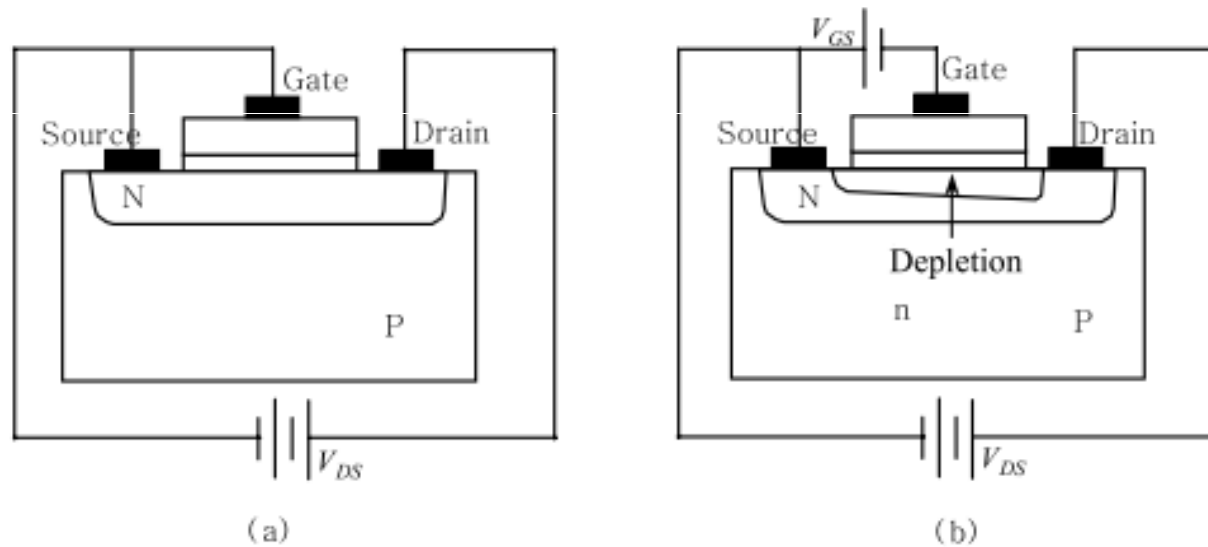 Gate
Source
Drain
N
P
V_DS
(a)
V_GS
Gate
Source
Drain
N
Depletion
n
P
V_DS
(b)